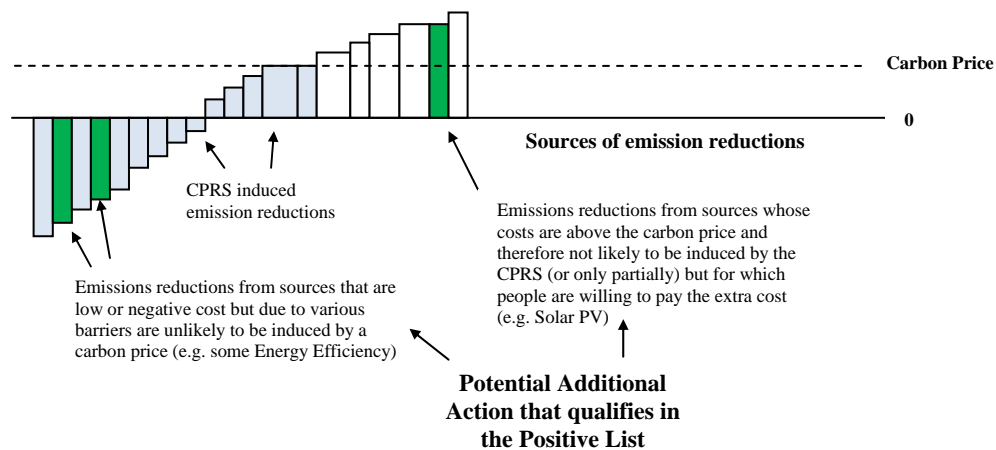 Carbon Price
0
Sources of emission reductions
CPRS induced
emission reductions
Emissions reductions from sources whose
costs are above the carbon price and
therefore not likely to be induced by the
CPRS (or only partially) but for which
people are willing to pay the extra cost
(e.g. Solar PV)
Emissions reductions from sources that are
low or negative cost but due to various
barriers are unlikely to be induced by a
carbon price (e.g. some Energy Efficiency)
Potential Additional
Action that qualifies in
the Positive List